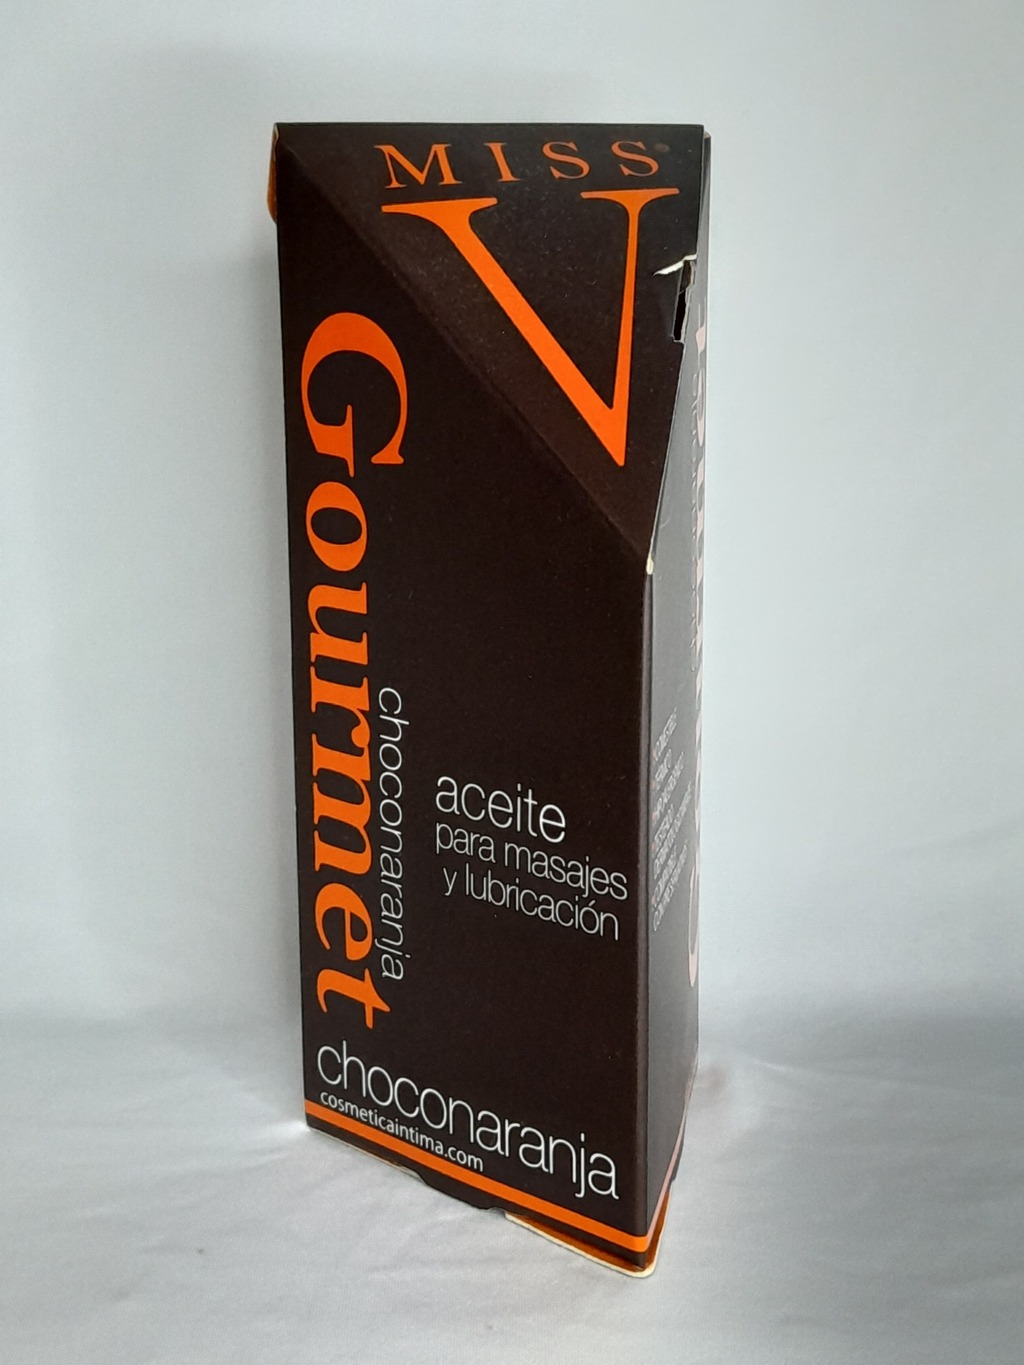 MISS®
V
Gourmet
choconaranja
aceite
para masajes
y lubricación
choconaranja
cosmeticaintima.com